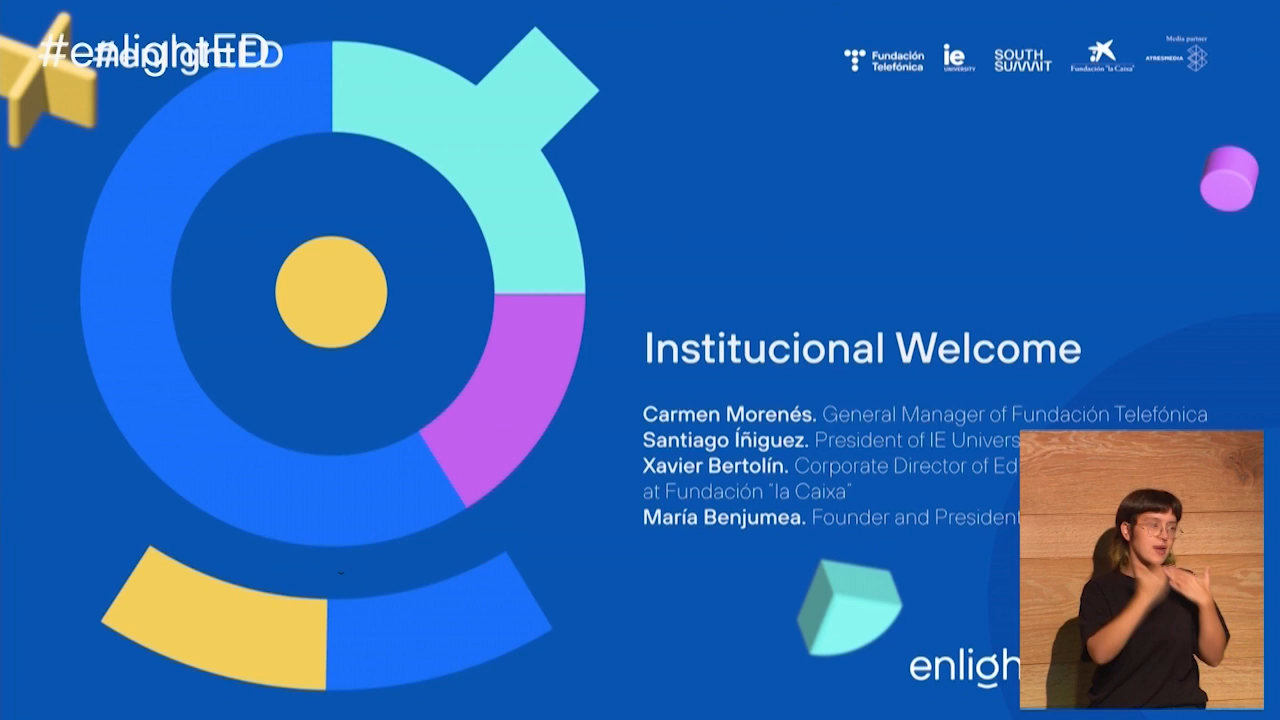 #enlightED
#enlightED
Fundación
Telefónica
ie
UNIVERSITY
SOUTH
SUMMIT
Fundación "la Caixa"
Media partner
ATRESMEDIA
Institucional Welcome
Carmen Morenés. General Manager of Fundación Telefónica
Santiago Íñiguez. President of IE Univers
Xavier Bertolín. Corporate Director of Ed
at Fundación "la Caixa"
María Benjumea. Founder and President
enligh